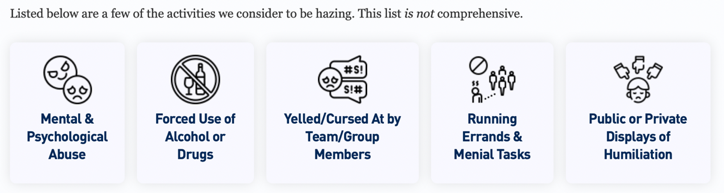 Listed below are a few of the activities we consider to be hazing. This list is not comprehensive.
#$!
$!#
Mental &
Psychological
Abuse
Forced Use of
Alcohol or
Drugs
Yelled/Cursed At by
Team/Group
Members
Running
Errands &
Menial Tasks
Public or Private
Displays of
Humiliation